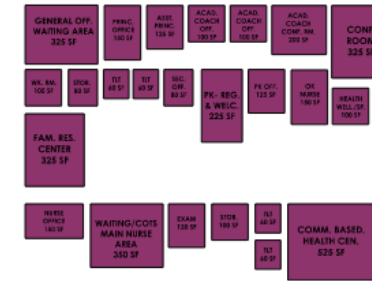 GENERAL OFF.
WAITING AREA
325 SF
PRINC.
OFFICE
150 SF
ASST.
PRINC.
125 SF
ACAD.
COACH
OFF.
100 SF
ACAD.
COACH
OFF.
100 SF
ACAD.
COACH
CONF. RM.
200 SF
CONF
ROOM
325 S
WK. RM.
100 SF
STOR.
80 SF
TLT
60 SF
TLT
60 SF
SEC.
OFF.
80 SF
PK- REG.
& WELC.
225 SF
PK OFF.
125 SF
OR
NURSE
150 SF
HEALTH
WELL./SP.
100 SF
FAM. RES.
CENTER
325 SF
NURSE
OFFICE
150 SF
WAITING/COTS
MAIN NURSE
AREA
350 SF
EXAM
120 SF
STOR.
100 SF
TLT
60 SF
TLT
60 SF
COMM. BASED.
HEALTH CEN.
525 SF